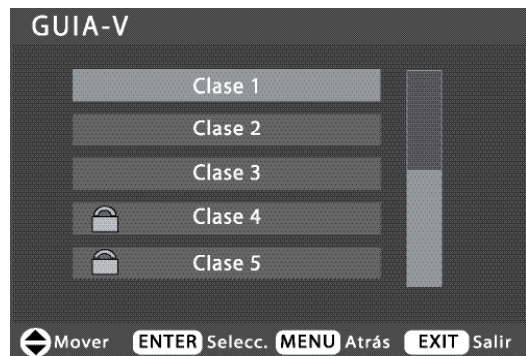 GUIA-V
Clase 1
Clase 2
Clase 3
Clase 4
Clase 5
Mover ENTER Selecc. MENU Atrás EXIT Salir